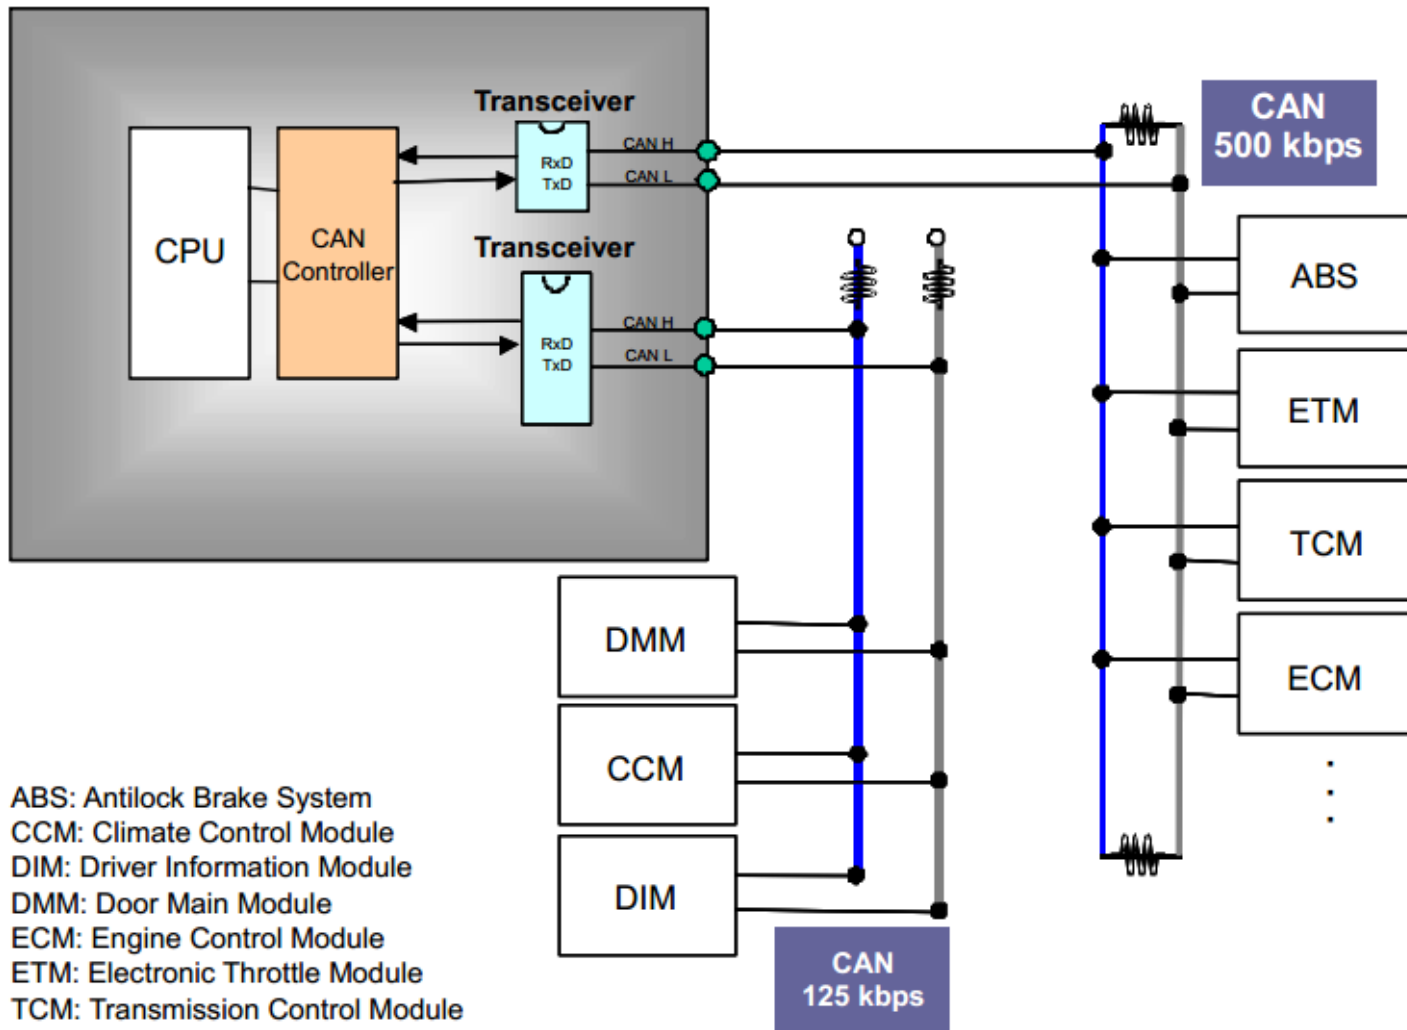 Transceiver
CAN H
RxD
TxD
CAN L
CAN
500 kbps
CPU
CAN
Controller
Transceiver
CAN H
RxD
TxD
CAN L
ABS
ETM
TCM
ECM
DMM
CCM
DIM
CAN
125 kbps
ABS: Antilock Brake System
CCM: Climate Control Module
DIM: Driver Information Module
DMM: Door Main Module
ECM: Engine Control Module
ETM: Electronic Throttle Module
TCM: Transmission Control Module